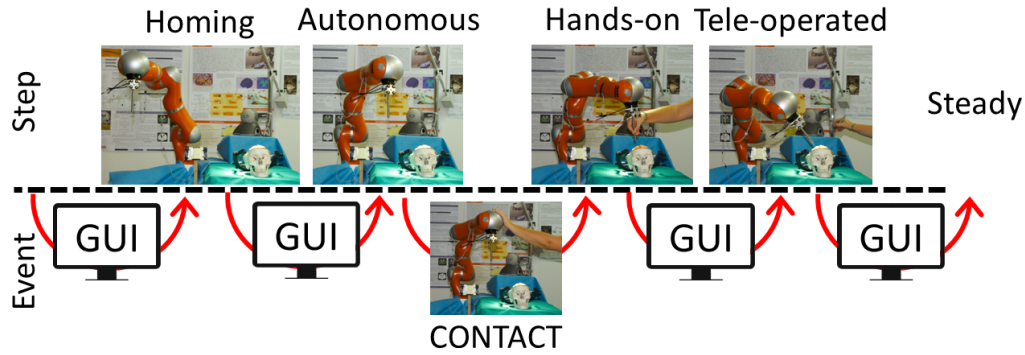 Homing
Autonomous
Hands-on
Tele-operated
Step
Steady
Event
GUI
GUI
GUI
GUI
CONTACT